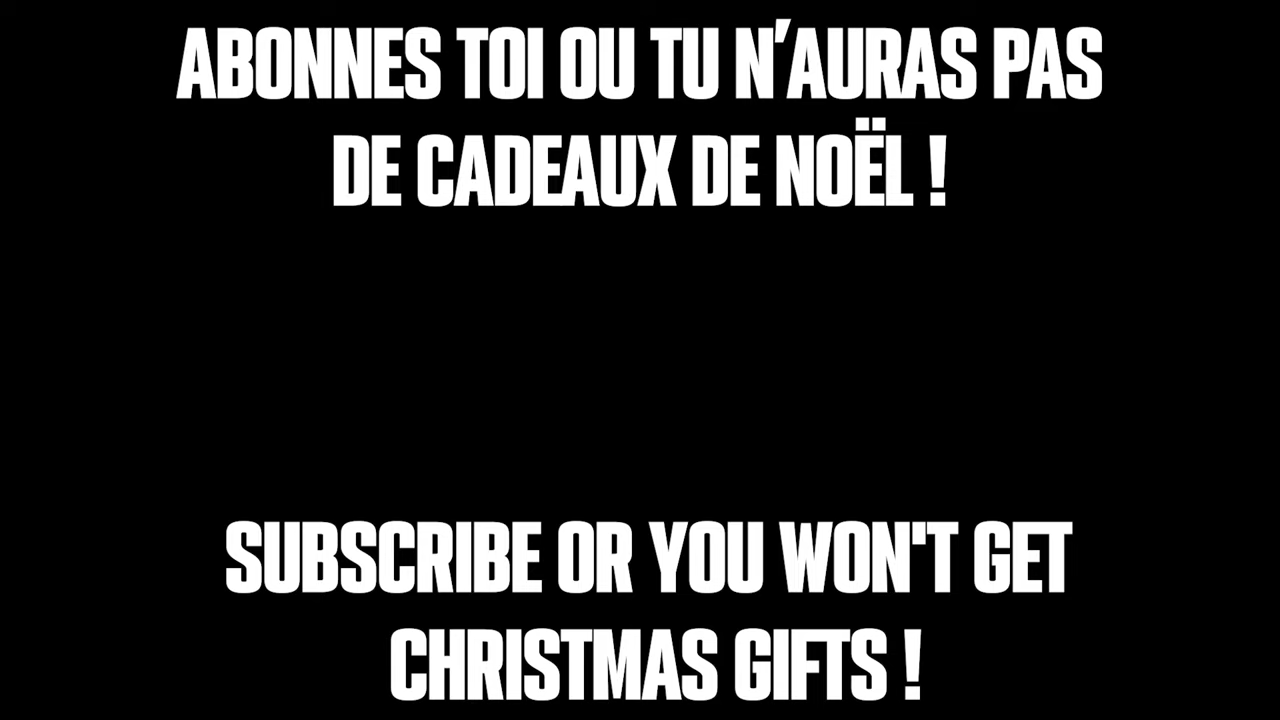 ABONNES TOI OU TU N'AURAS PAS
DE CADEAUX DE NOËL !
SUBSCRIBE OR YOU WON'T GET
CHRISTMAS GIFTS !